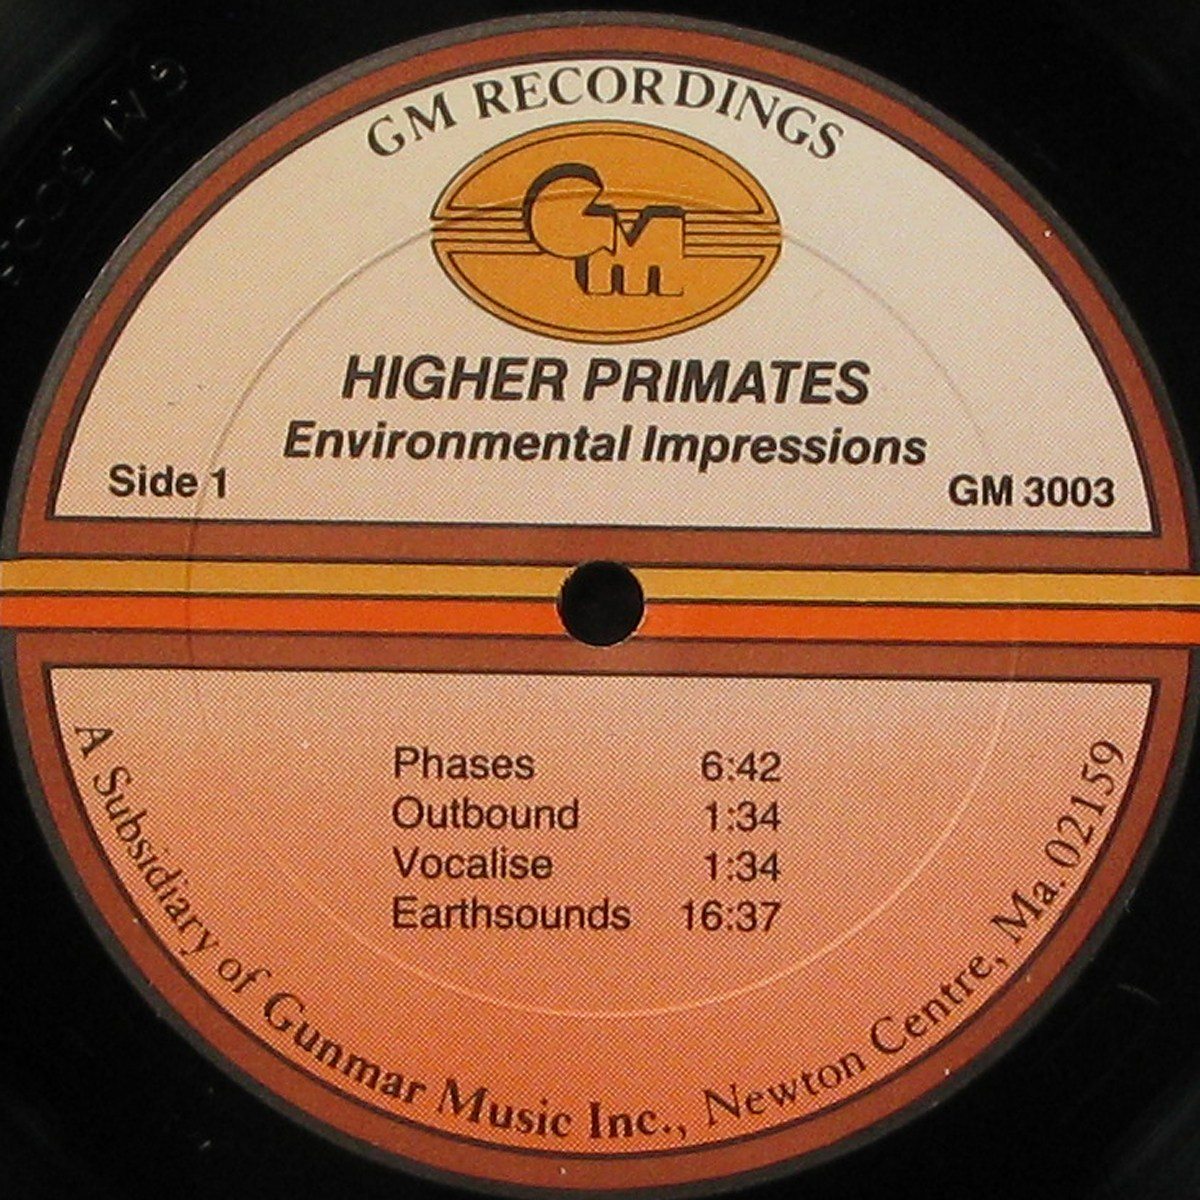 GM RECORDINGS
GM
HIGHER PRIMATES
Environmental Impressions
Side 1
GM 3003
Phases 6:42
Outbound 1:34
Vocalise 1:34
Earthsounds 16:37
A Subsidiary of Gunmar Music Inc., Newton Centre, Ma. 02159